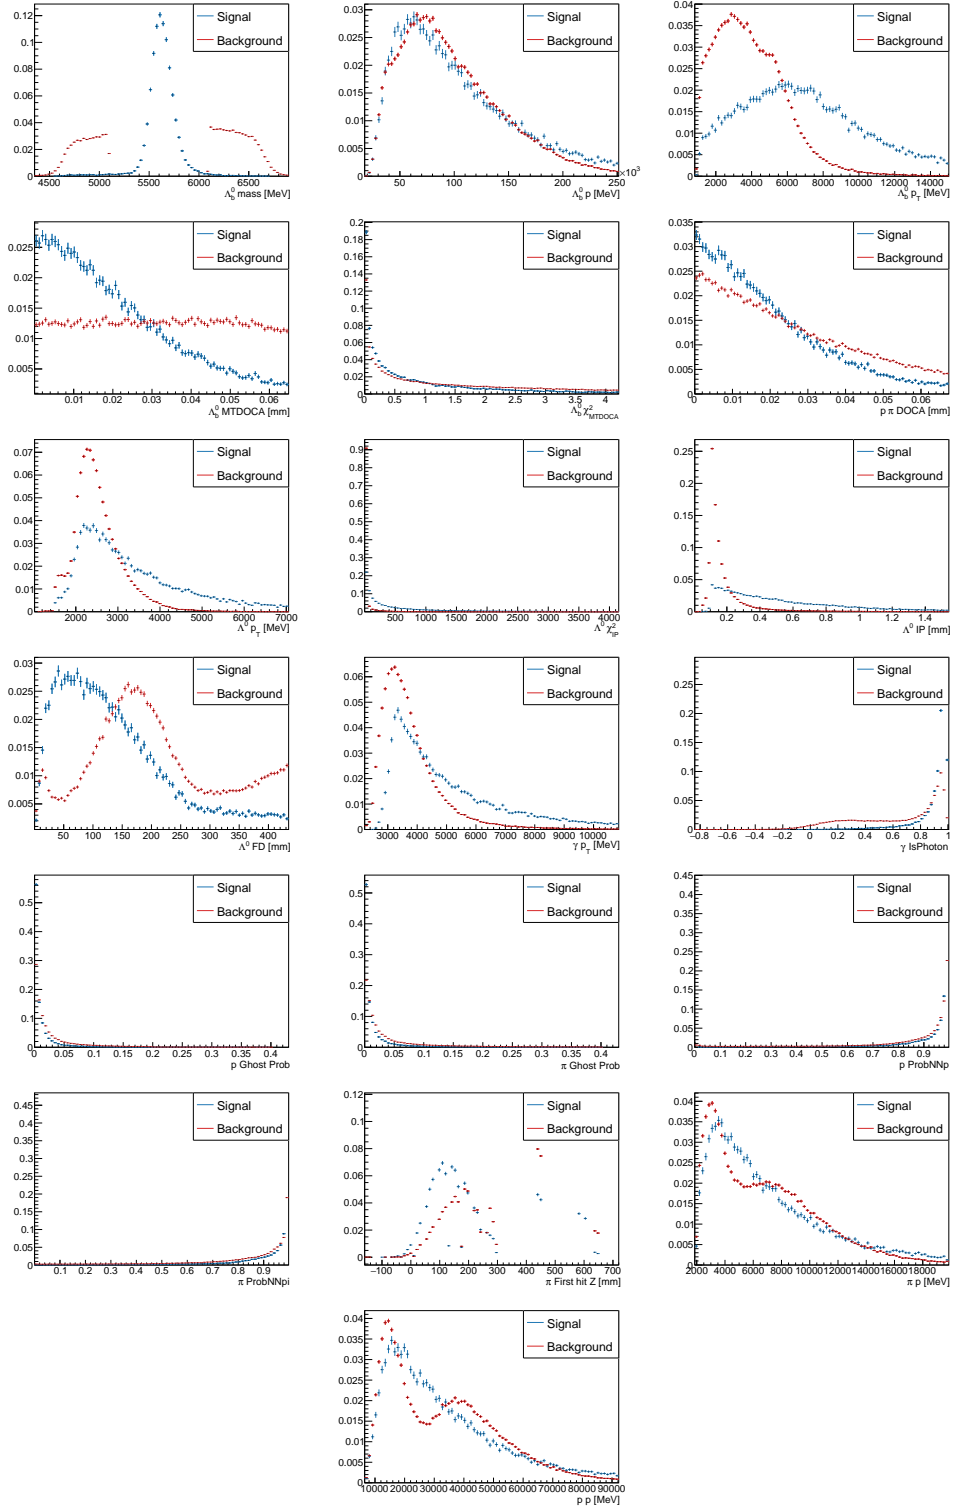 0.12
0.1
0.08
0.06
0.04
0.02
0
4500 5000 5500 6000 6500
Λ_b^0 mass [MeV]
Signal
Background
0.03
0.025
0.02
0.015
0.01
0.005
0
50 100 150 200 250
×10^3
Λ_b^0 p [MeV]
Signal
Background
0.04
0.035
0.03
0.025
0.02
0.015
0.01
0.005
0
2000 4000 6000 8000 10000 12000 14000
Λ_b^0 p_T [MeV]
Signal
Background
0.025
0.02
0.015
0.01
0.005
0.01 0.02 0.03 0.04 0.05 0.06
Λ_b^0 MTDOCA [mm]
Signal
Background
0.2
0.18
0.16
0.14
0.12
0.1
0.08
0.06
0.04
0.02
0
0 0.5 1 1.5 2 2.5 3 3.5 4
Λ_b^0 χ^2_MTDOCA
Signal
Background
0.035
0.03
0.025
0.02
0.015
0.01
0.005
0
0 0.01 0.02 0.03 0.04 0.05 0.06
p π DOCA [mm]
Signal
Background
0.07
0.06
0.05
0.04
0.03
0.02
0.01
0
2000 3000 4000 5000 6000 7000
Λ^0 p_T [MeV]
Signal
Background
0.9
0.8
0.7
0.6
0.5
0.4
0.3
0.2
0.1
0
500 1000 1500 2000 2500 3000 3500 4000
Λ^0 χ^2_IP
Signal
Background
0.25
0.2
0.15
0.1
0.05
0
0.2 0.4 0.6 0.8 1 1.2 1.4
Λ^0 IP [mm]
Signal
Background
0.03
0.025
0.02
0.015
0.01
0.005
50 100 150 200 250 300 350 400
Λ^0 FD [mm]
Signal
Background
0.06
0.05
0.04
0.03
0.02
0.01
0
3000 4000 5000 6000 7000 8000 9000 10000
γ p_T [MeV]
Signal
Background
0.25
0.2
0.15
0.1
0.05
0
−0.8 −0.6 −0.4 −0.2 0 0.2 0.4 0.6 0.8 1
γ IsPhoton
Signal
Background
0.5
0.4
0.3
0.2
0.1
0
0 0.05 0.1 0.15 0.2 0.25 0.3 0.35 0.4
p Ghost Prob
Signal
Background
0.5
0.4
0.3
0.2
0.1
0
0 0.05 0.1 0.15 0.2 0.25 0.3 0.35 0.4
π Ghost Prob
Signal
Background
0.45
0.4
0.35
0.3
0.25
0.2
0.15
0.1
0.05
0
0 0.1 0.2 0.3 0.4 0.5 0.6 0.7 0.8 0.9
p ProbNNp
Signal
Background
0.45
0.4
0.35
0.3
0.25
0.2
0.15
0.1
0.05
0
0.1 0.2 0.3 0.4 0.5 0.6 0.7 0.8 0.9
π ProbNNpi
Signal
Background
0.12
0.1
0.08
0.06
0.04
0.02
0
−100 0 100 200 300 400 500 600 700
π First hit Z [mm]
Signal
Background
0.04
0.035
0.03
0.025
0.02
0.015
0.01
0.005
0
2000 4000 6000 8000 10000 12000 14000 16000 18000
π p [MeV]
Signal
Background
0.04
0.035
0.03
0.025
0.02
0.015
0.01
0.005
0
10000 20000 30000 40000 50000 60000 70000 80000 90000
p p [MeV]
Signal
Background